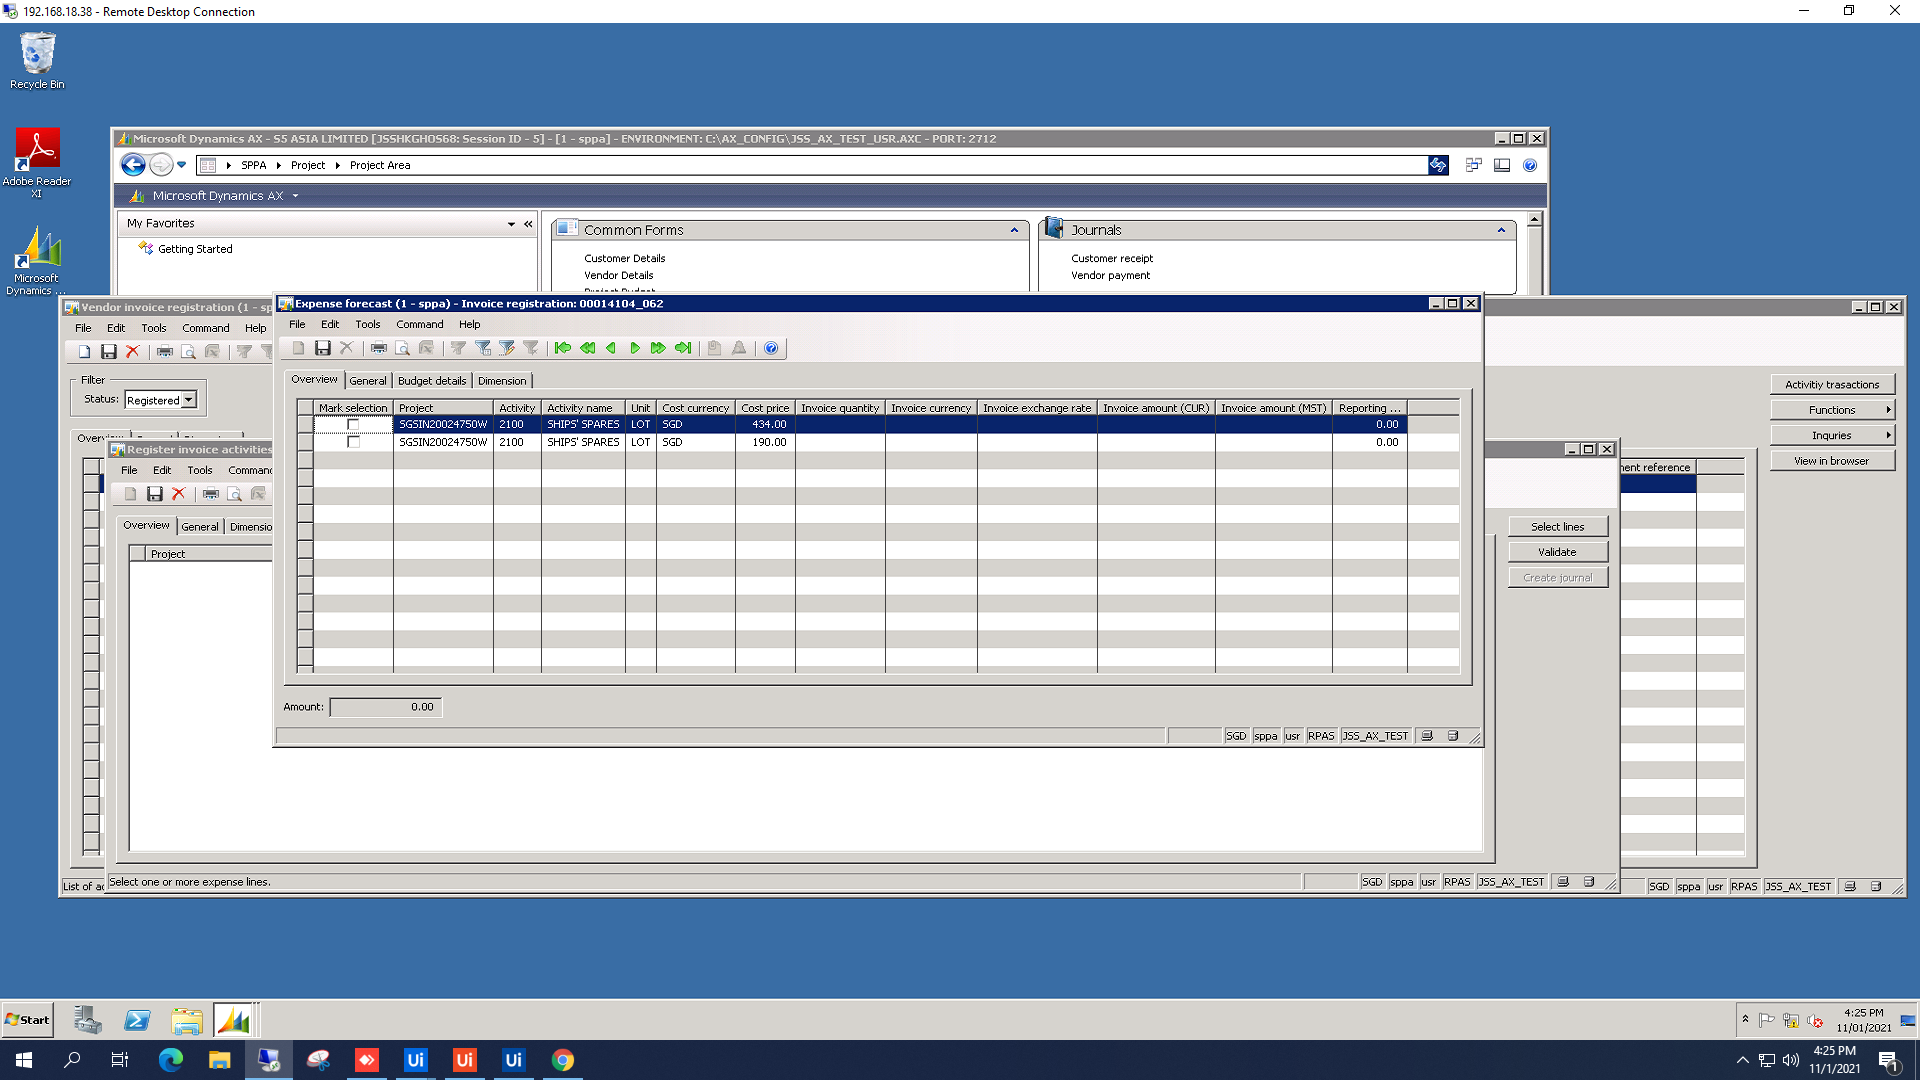 192.168.18.38 - Remote Desktop Connection
Recycle Bin
Adobe Reader XI
Microsoft Dynamics ...
Microsoft Dynamics AX - S5 ASIA LIMITED [JSSHKGHOS68: Session ID - 5] - [1 - sppa] - ENVIRONMENT: C:\AX_CONFIG\JSS_AX_TEST_USR.AXC - PORT: 2712
SPPA Project Project Area
Microsoft Dynamics AX
My Favorites
Getting Started
Common Forms
Customer Details
Vendor Details
Project Budget
Journals
Customer receipt
Vendor payment
Vendor invoice registration (1 - sp
File Edit Tools Command Help
Filter
Status: Registered
Activitiy trasactions
Functions
Inquries
View in browser
ent reference
List of ac
SGD sppa usr RPAS JSS_AX_TEST
Register invoice activities
File Edit Tools Comman
Overview General Dimensio
Project
Select lines
Validate
Create journal
Select one or more expense lines.
SGD sppa usr RPAS JSS_AX_TEST
Expense forecast (1 - sppa) - Invoice registration: 00014104_062
File Edit Tools Command Help
Overview General Budget details Dimension
Mark selection Project Activity Activity name Unit Cost currency Cost price Invoice quantity Invoice currency Invoice exchange rate Invoice amount (CUR) Invoice amount (MST) Reporting ...
SGSIN20024750W 2100 SHIPS' SPARES LOT SGD 434.00 0.00
SGSIN20024750W 2100 SHIPS' SPARES LOT SGD 190.00 0.00
Amount: 0.00
SGD sppa usr RPAS JSS_AX_TEST
Start
4:25 PM
11/01/2021
Ui
Ui
Ui
4:25 PM
11/1/2021
1